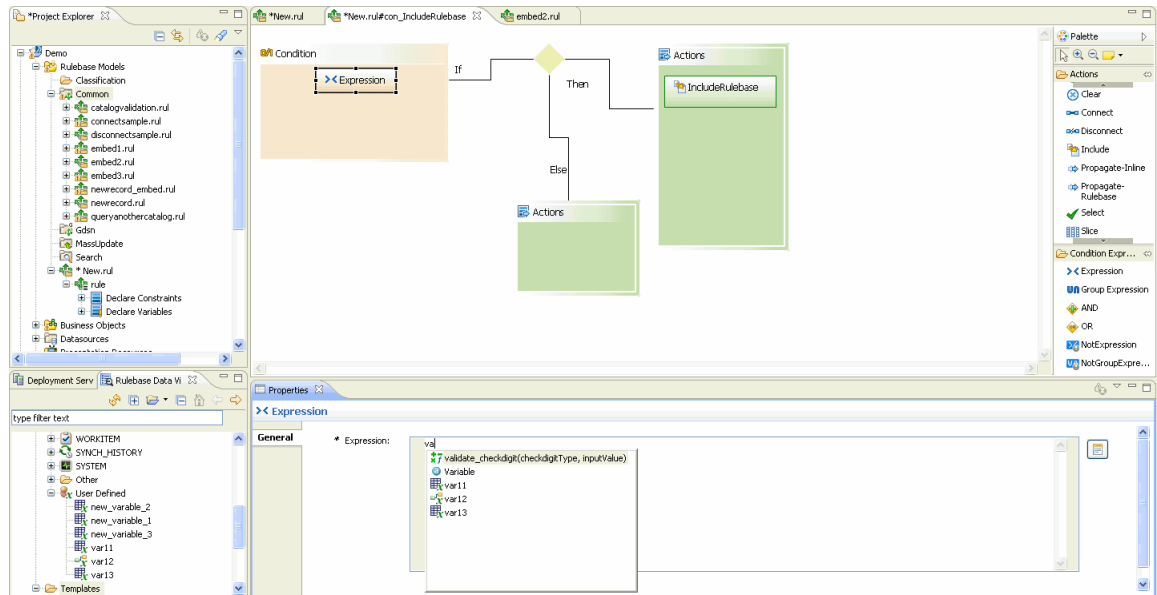 *Project Explorer
Demo
Rulebase Models
Classification
Common
catalogvalidation.rul
connectsample.rul
disconnectsample.rul
embed1.rul
embed2.rul
embed3.rul
newrecord_embed.rul
newrecord.rul
queryanothercatalog.rul
Gdsn
MassUpdate
Search
* New.rul
rule
Declare Constraints
Declare Variables
Business Objects
Datasources
Presentation Resources
*New.rul
*New.rul#con_IncludeRulebase
embed2.rul
Condition
Expression
If
Then
Else
Actions
IncludeRulebase
Actions
Palette
Actions
Clear
Connect
Disconnect
Include
Propagate-Inline
Propagate-
Rulebase
Select
Slice
Condition Expr...
Expression
Group Expression
AND
OR
NotExpression
NotGroupExpre...
Deployment Serv
Rulebase Data Vi
type filter text
WORKITEM
SYNCH_HISTORY
SYSTEM
Other
User Defined
new_varable_2
new_variable_1
new_variable_3
var11
var12
var13
Templates
Properties
Expression
General
* Expression:
va
validate_checkdigit(checkdigitType, inputValue)
Variable
var11
var12
var13